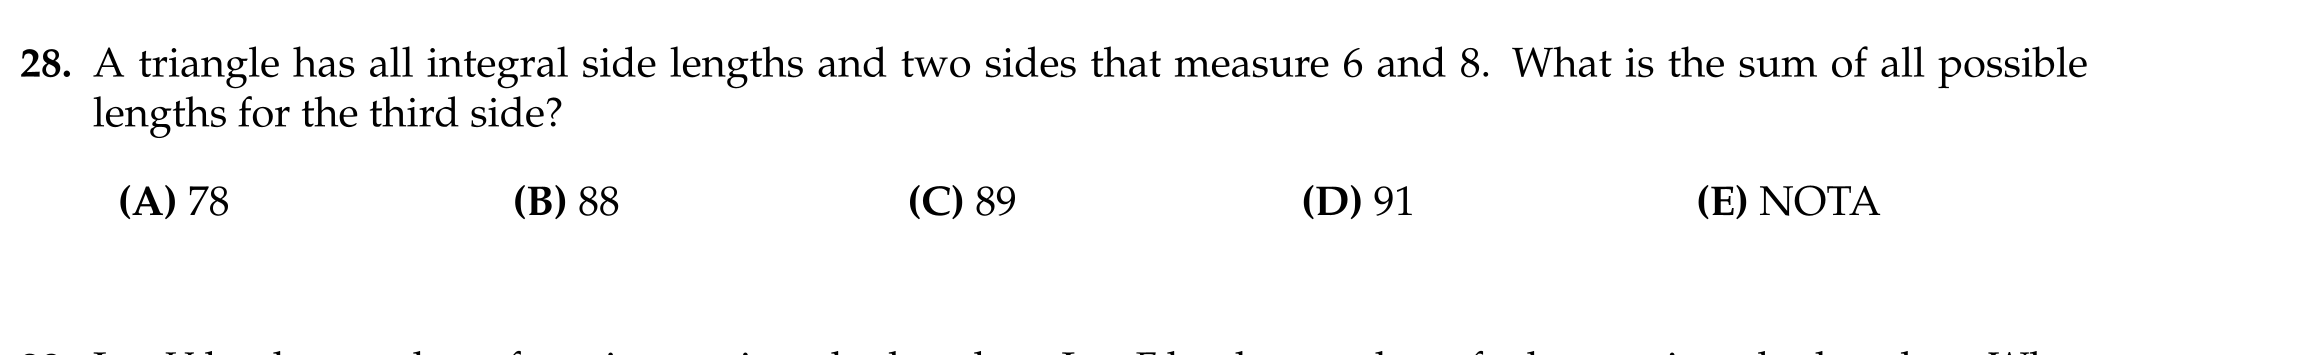 28. A triangle has all integral side lengths and two sides that measure 6 and 8. What is the sum of all possible
lengths for the third side?
(A) 78 (B) 88 (C) 89 (D) 91 (E) NOTA